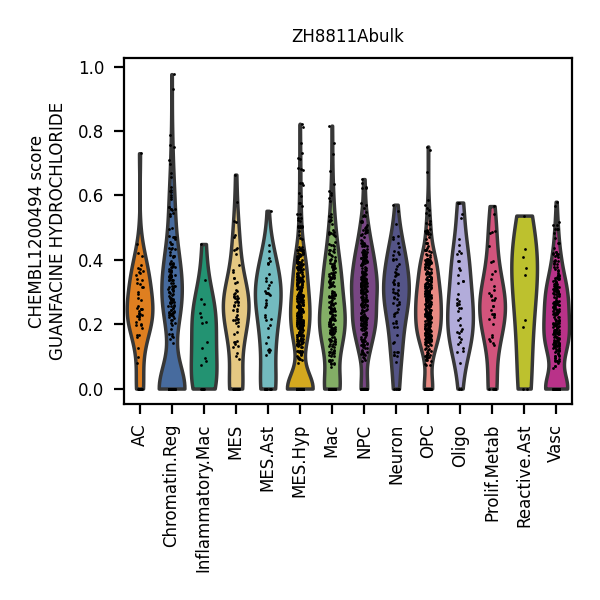 ZH8811Abulk
CHEMBL1200494 score
GUANFACINE HYDROCHLORIDE
1.0
0.8
0.6
0.4
0.2
0.0
AC
Chromatin.Reg
Inflammatory.Mac
MES
MES.Ast
MES.Hyp
Mac
NPC
Neuron
OPC
Oligo
Prolif.Metab
Reactive.Ast
Vasc